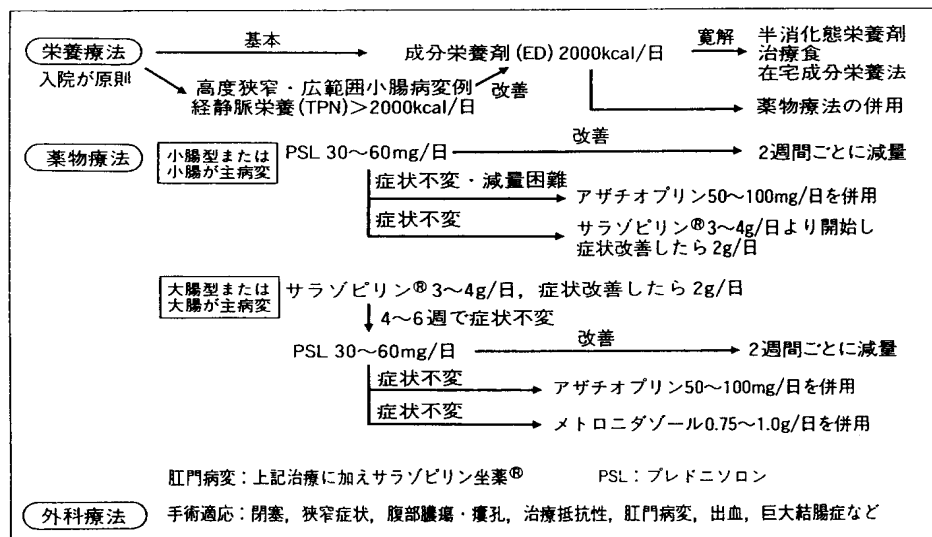 栄養療法
入院が原則
基本
成分栄養剤(ED)2000kcal/日
寛解
半消化態栄養剤
治療食
在宅成分栄養法
高度狭窄・広範囲小腸病変例
経静脈栄養(TPN)>2000kcal/日
改善
薬物療法の併用
薬物療法
小腸型または
小腸が主病変
PSL 30〜60mg/日
改善
2週間ごとに減量
症状不変・減量困難
アザチオプリン50〜100mg/日を併用
症状不変
サラゾピリン®3〜4g/日より開始し
症状改善したら2g/日
大腸型または
大腸が主病変
サラゾピリン®3〜4g/日,症状改善したら2g/日
4〜6週で症状不変
PSL 30〜60mg/日
改善
2週間ごとに減量
症状不変
アザチオプリン50〜100mg/日を併用
症状不変
メトロニダゾール0.75〜1.0g/日を併用
肛門病変:上記治療に加えサラゾピリン坐薬®
PSL:プレドニソロン
外科療法
手術適応:閉塞,狭窄症状,腹部膿瘍・瘻孔,治療抵抗性,肛門病変,出血,巨大結腸症など